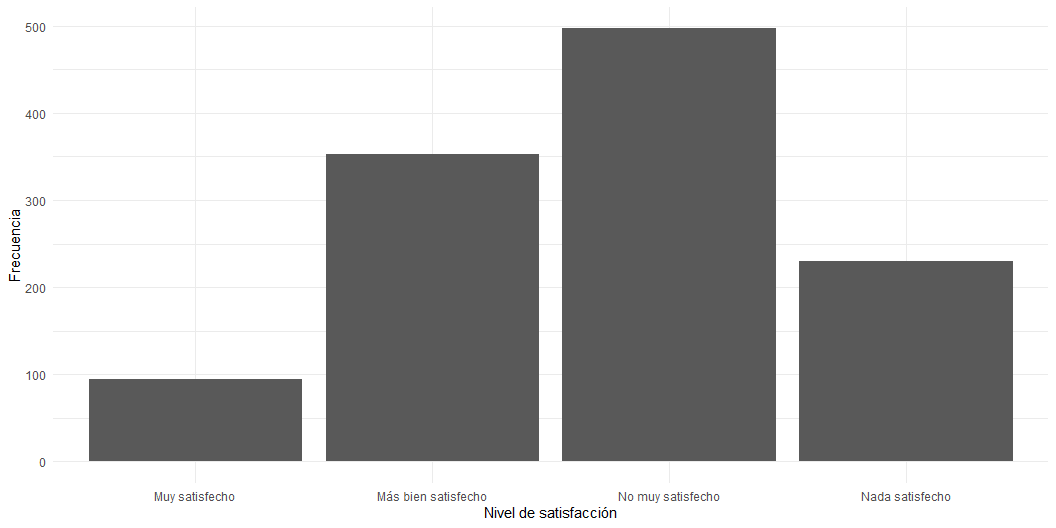 500
400
300
200
100
0
Frecuencia
Muy satisfecho
Más bien satisfecho
No muy satisfecho
Nada satisfecho
Nivel de satisfacción